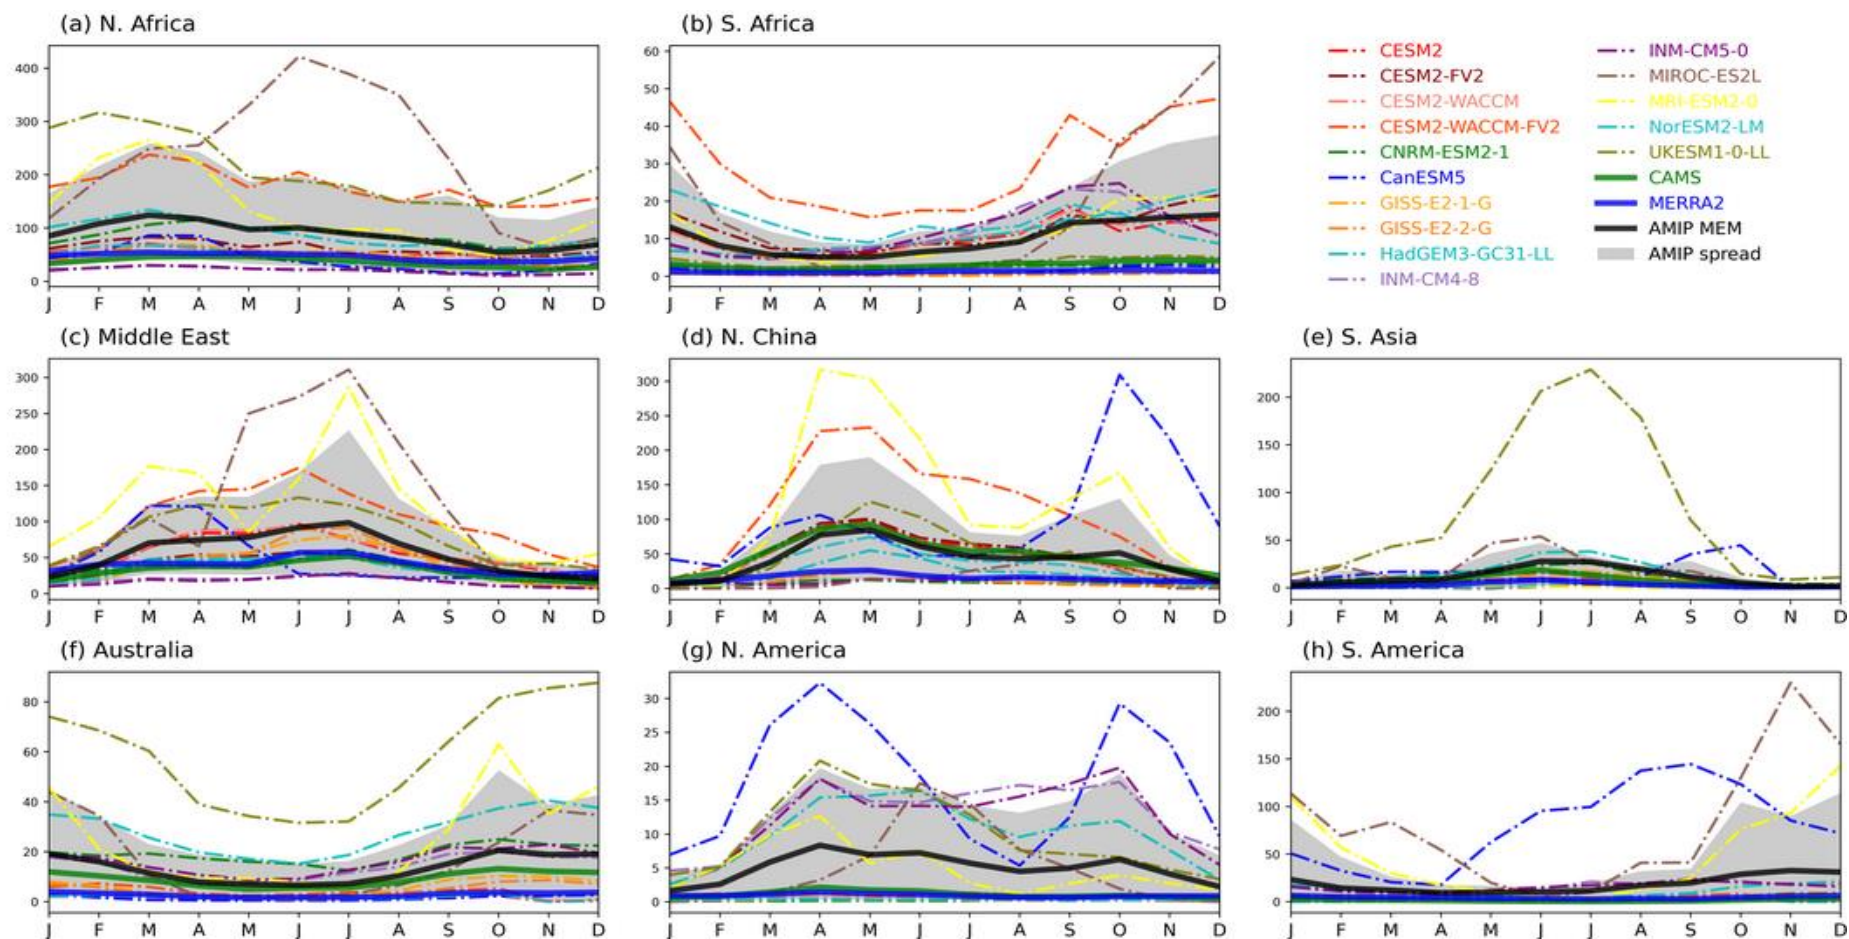 (a) N. Africa
400
300
200
100
0
J F M A M J J A S O N D
(b) S. Africa
60
50
40
30
20
10
0
J F M A M J J A S O N D
CESM2
CESM2-FV2
CESM2-WACCM
CESM2-WACCM-FV2
CNRM-ESM2-1
CanESM5
GISS-E2-1-G
GISS-E2-2-G
HadGEM3-GC31-LL
INM-CM4-8
INM-CM5-0
MIROC-ES2L
MRI-ESM2-0
NorESM2-LM
UKESM1-0-LL
CAMS
MERRA2
AMIP MEM
AMIP spread
(c) Middle East
300
250
200
150
100
50
0
J F M A M J J A S O N D
(d) N. China
300
250
200
150
100
50
0
J F M A M J J A S O N D
(e) S. Asia
200
150
100
50
0
J F M A M J J A S O N D
(f) Australia
80
60
40
20
0
J F M A M J J A S O N D
(g) N. America
30
25
20
15
10
5
0
J F M A M J J A S O N D
(h) S. America
200
150
100
50
0
J F M A M J J A S O N D